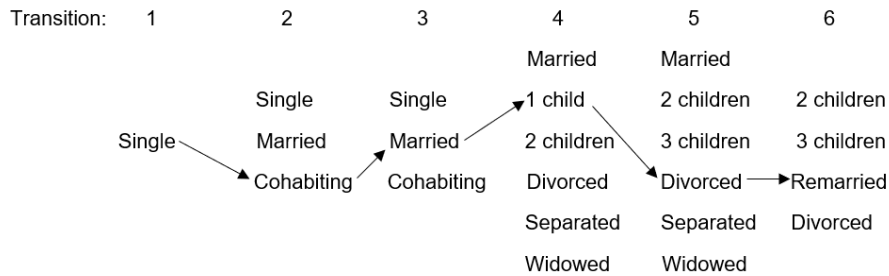 Transition: 1 2 3 4 5 6
Married Married
Single Single 1 child 2 children 2 children
Single Married Married 2 children 3 children 3 children
Cohabiting Cohabiting Divorced Divorced Remarried
Separated Separated Divorced
Widowed Widowed